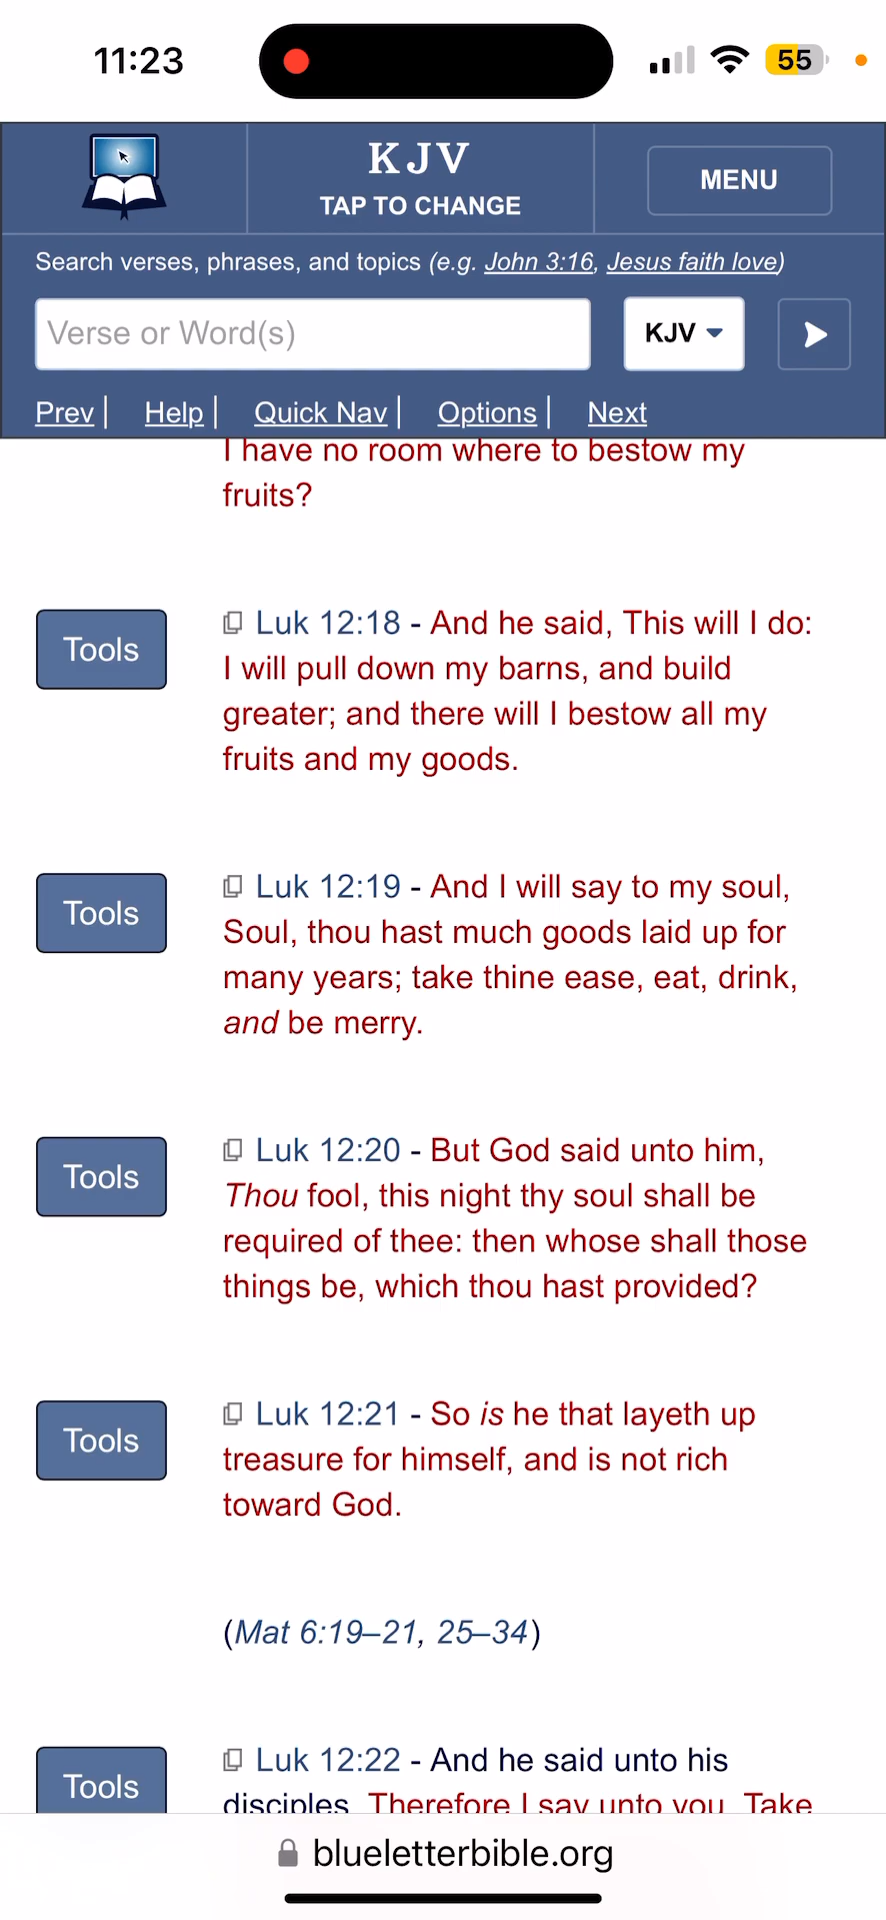 11:23
55
KJV
TAP TO CHANGE
MENU
Search verses, phrases, and topics (e.g. John 3:16, Jesus faith love)
Verse or Word(s)
KJV
Prev | Help | Quick Nav | Options | Next
I have no room where to bestow my
fruits?
Tools
Luk 12:18 - And he said, This will I do:
I will pull down my barns, and build
greater; and there will I bestow all my
fruits and my goods.
Tools
Luk 12:19 - And I will say to my soul,
Soul, thou hast much goods laid up for
many years; take thine ease, eat, drink,
and be merry.
Tools
Luk 12:20 - But God said unto him,
Thou fool, this night thy soul shall be
required of thee: then whose shall those
things be, which thou hast provided?
Tools
Luk 12:21 - So is he that layeth up
treasure for himself, and is not rich
toward God.
(Mat 6:19–21, 25–34)
Tools
Luk 12:22 - And he said unto his
disciples, Therefore I say unto you, Take
blueletterbible.org